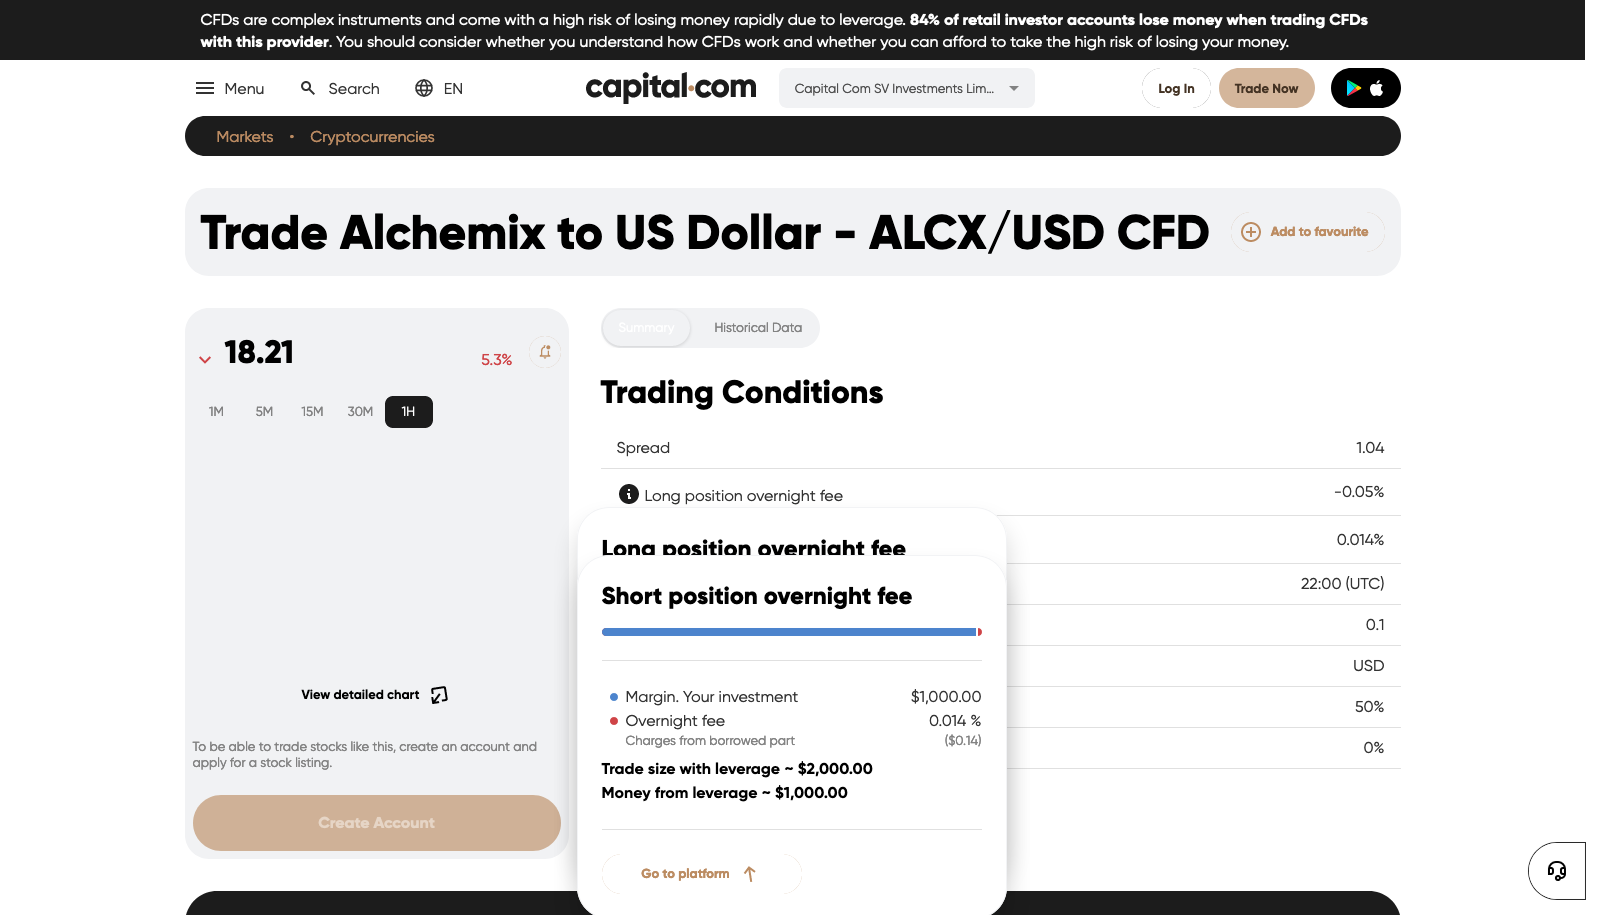 CFDs are complex instruments and come with a high risk of losing money rapidly due to leverage. 84% of retail investor accounts lose money when trading CFDs
with this provider. You should consider whether you understand how CFDs work and whether you can afford to take the high risk of losing your money.
Menu
Search
EN
capital.com
Capital Com SV Investments Lim...
Log In
Trade Now
Markets • Cryptocurrencies
Trade Alchemix to US Dollar - ALCX/USD CFD
Add to favourite
18.21
5.3%
1M 5M 15M 30M 1H
View detailed chart
To be able to trade stocks like this, create an account and
apply for a stock listing.
Create Account
Summary
Historical Data
Trading Conditions
Spread 1.04
Long position overnight fee -0.05%
0.014%
22:00 (UTC)
0.1
USD
50%
0%
Long position overnight fee
Short position overnight fee
Margin. Your investment $1,000.00
Overnight fee 0.014 %
Charges from borrowed part ($0.14)
Trade size with leverage ~ $2,000.00
Money from leverage ~ $1,000.00
Go to platform